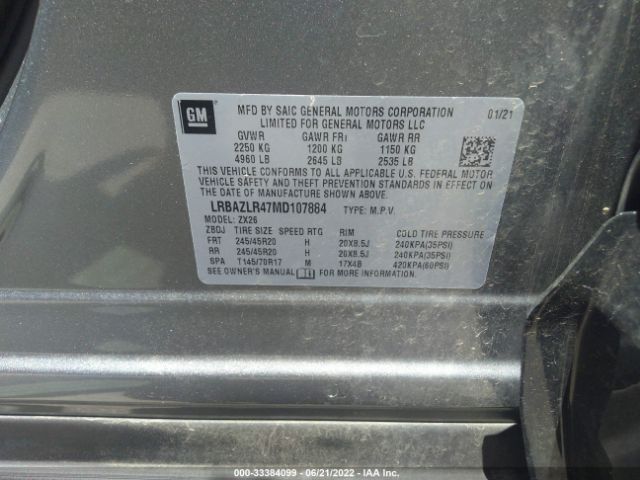 GM
MFD BY SAIC GENERAL MOTORS CORPORATION 01/21
LIMITED FOR GENERAL MOTORS LLC
GVWR GAWR FRT GAWR RR
2250 KG 1200 KG 1150 KG
4960 LB 2645 LB 2535 LB
THIS VEHICLE CONFORMS TO ALL APPLICABLE U.S. FEDERAL MOTOR
VEHICLE SAFETY AND THEFT PREVENTION STANDARDS IN EFFECT ON
THE DATE OF MANUFACTURE SHOWN ABOVE.
LRBAZLR47MD107884 TYPE: M.P.V.
MODEL: ZX26
ZBDJ TIRE SIZE SPEED RTG RIM COLD TIRE PRESSURE
FRT 245/45R20 H 20X8.5J 240KPA(35PSI)
RR 245/45R20 H 20X8.5J 240KPA(35PSI)
SPA T145/70R17 M 17X4B 420KPA(60PSI)
SEE OWNER'S MANUAL FOR MORE INFORMATION.
000-33384099 - 06/21/2022 - IAA Inc.